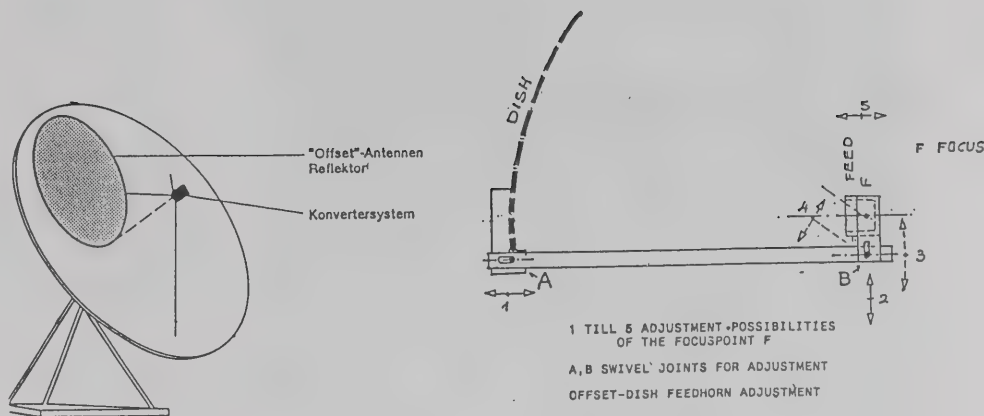 "Offset"-Antennen
Reflektor
Konvertersystem
DISH
FEED
F
5
F FOCUS
4
3
A
B
2
1
1 TILL 5 ADJUSTMENT POSSIBILITIES
OF THE FOCUSPOINT F
A,B SWIVEL JOINTS FOR ADJUSTMENT
OFFSET-DISH FEEDHORN ADJUSTMENT